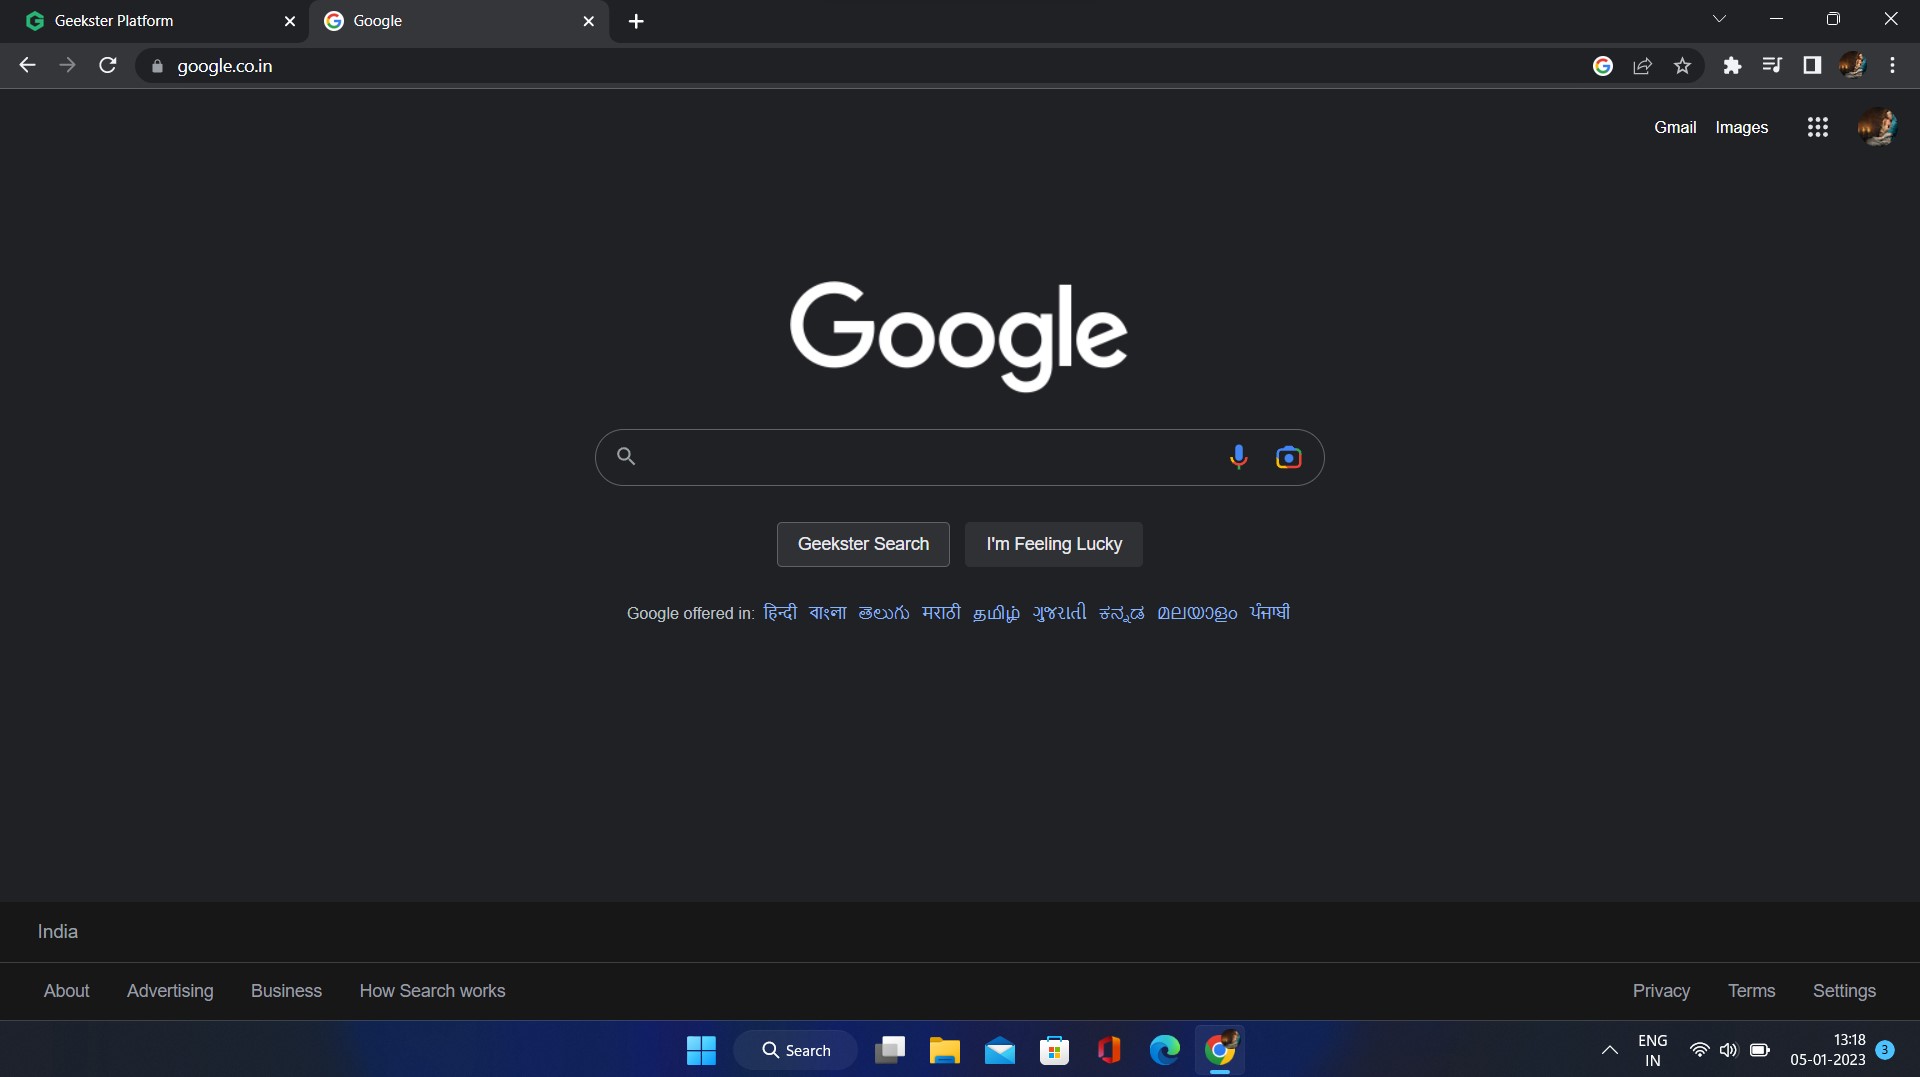 Geekster Platform
Google
google.co.in
Gmail Images
Google
Geekster Search I'm Feeling Lucky
Google offered in: हिन्दी বাংলা తెలుగు मराठी தமிழ் ગુજરાતી ಕನ್ನಡ മലയാളം ਪੰਜਾਬੀ
India
About Advertising Business How Search works Privacy Terms Settings
Search
ENG
IN
13:18
05-01-2023
3